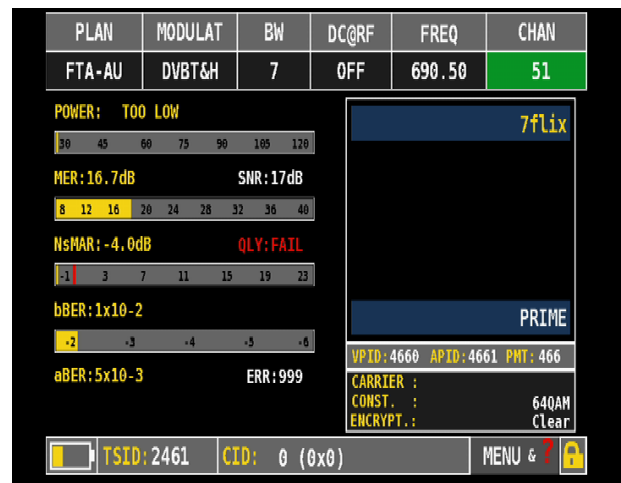 PLAN MODULAT BW DC@RF FREQ CHAN
FTA-AU DVBT&H 7 OFF 690.50 51
POWER: TOO LOW
30 45 60 75 90 105 120
MER:16.7dB SNR:17dB
8 12 16 20 24 28 32 36 40
NsMAR:-4.0dB QLY:FAIL
-1 3 7 11 15 19 23
bBER:1x10-2
-2 -3 -4 -5 -6
aBER:5x10-3 ERR:999
7flix
PRIME
VPID:4660 APID:4661 PMT:466
CARRIER :
CONST. : 64QAM
ENCRYPT.: Clear
TSID:2461 CID: 0 (0x0) MENU & ?